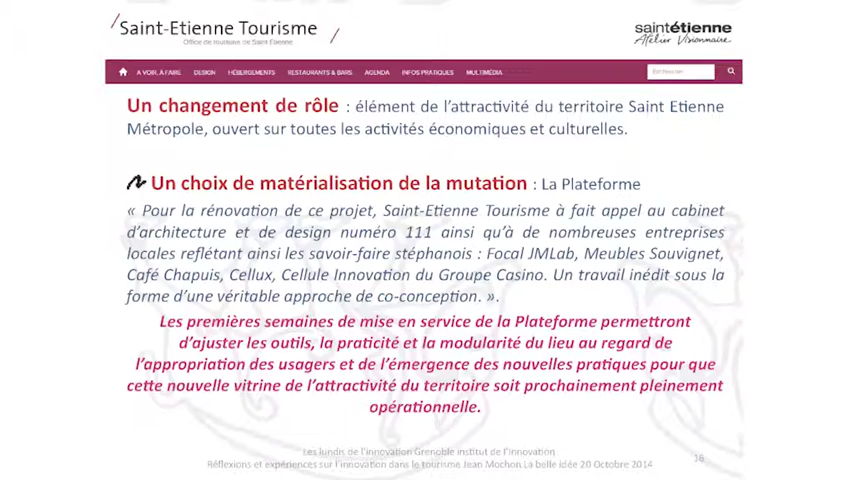 Saint-Etienne Tourisme
Office de tourisme de Saint Etienne
saintétienne
Atelier Visionnaire
A VOIR, À FAIRE DESIGN HÉBERGEMENTS RESTAURANTS & BARS AGENDA INFOS PRATIQUES MULTIMÉDIA
Un changement de rôle : élément de l'attractivité du territoire Saint Etienne
Métropole, ouvert sur toutes les activités économiques et culturelles.
Un choix de matérialisation de la mutation : La Plateforme
« Pour la rénovation de ce projet, Saint-Etienne Tourisme à fait appel au cabinet
d'architecture et de design numéro 111 ainsi qu'à de nombreuses entreprises
locales reflétant ainsi les savoir-faire stéphanois : Focal JMLab, Meubles Souvignet,
Café Chapuis, Cellux, Cellule Innovation du Groupe Casino. Un travail inédit sous la
forme d'une véritable approche de co-conception. ».
Les premières semaines de mise en service de la Plateforme permettront
d'ajuster les outils, la praticité et la modularité du lieu au regard de
l'appropriation des usagers et de l'émergence des nouvelles pratiques pour que
cette nouvelle vitrine de l'attractivité du territoire soit prochainement pleinement
opérationnelle.
Les lundis de l'innovation Grenoble institut de l'Innovation
Réflexions et expériences sur l'innovation dans le tourisme Jean Mochon La belle idée 20 Octobre 2014
16